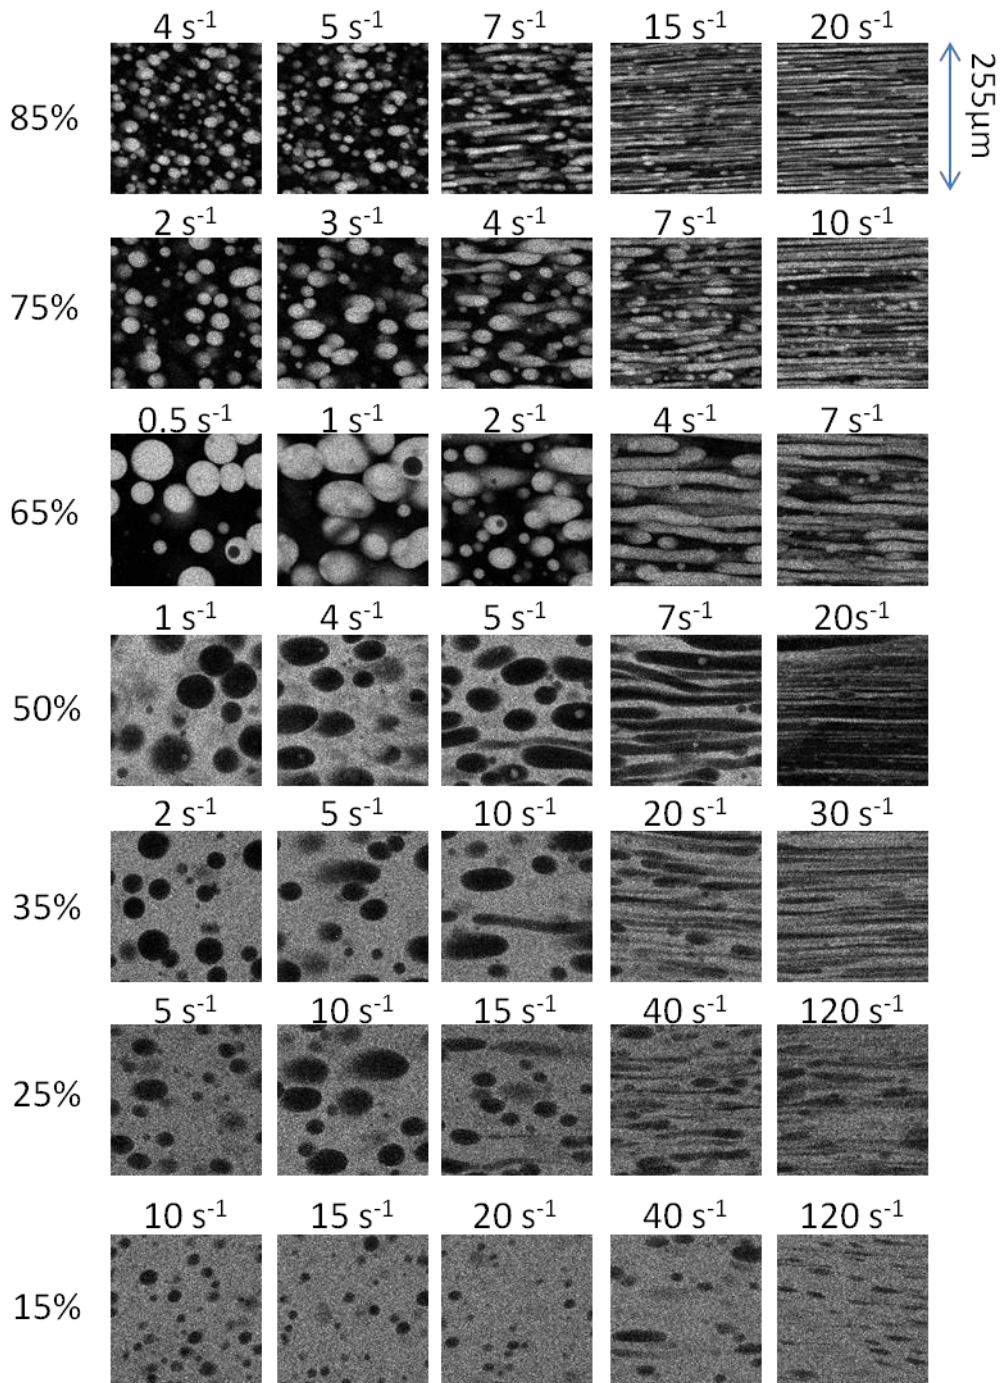 4 s⁻¹ 5 s⁻¹ 7 s⁻¹ 15 s⁻¹ 20 s⁻¹
85%
255µm
2 s⁻¹ 3 s⁻¹ 4 s⁻¹ 7 s⁻¹ 10 s⁻¹
75%
0.5 s⁻¹ 1 s⁻¹ 2 s⁻¹ 4 s⁻¹ 7 s⁻¹
65%
1 s⁻¹ 4 s⁻¹ 5 s⁻¹ 7s⁻¹ 20s⁻¹
50%
2 s⁻¹ 5 s⁻¹ 10 s⁻¹ 20 s⁻¹ 30 s⁻¹
35%
5 s⁻¹ 10 s⁻¹ 15 s⁻¹ 40 s⁻¹ 120 s⁻¹
25%
10 s⁻¹ 15 s⁻¹ 20 s⁻¹ 40 s⁻¹ 120 s⁻¹
15%